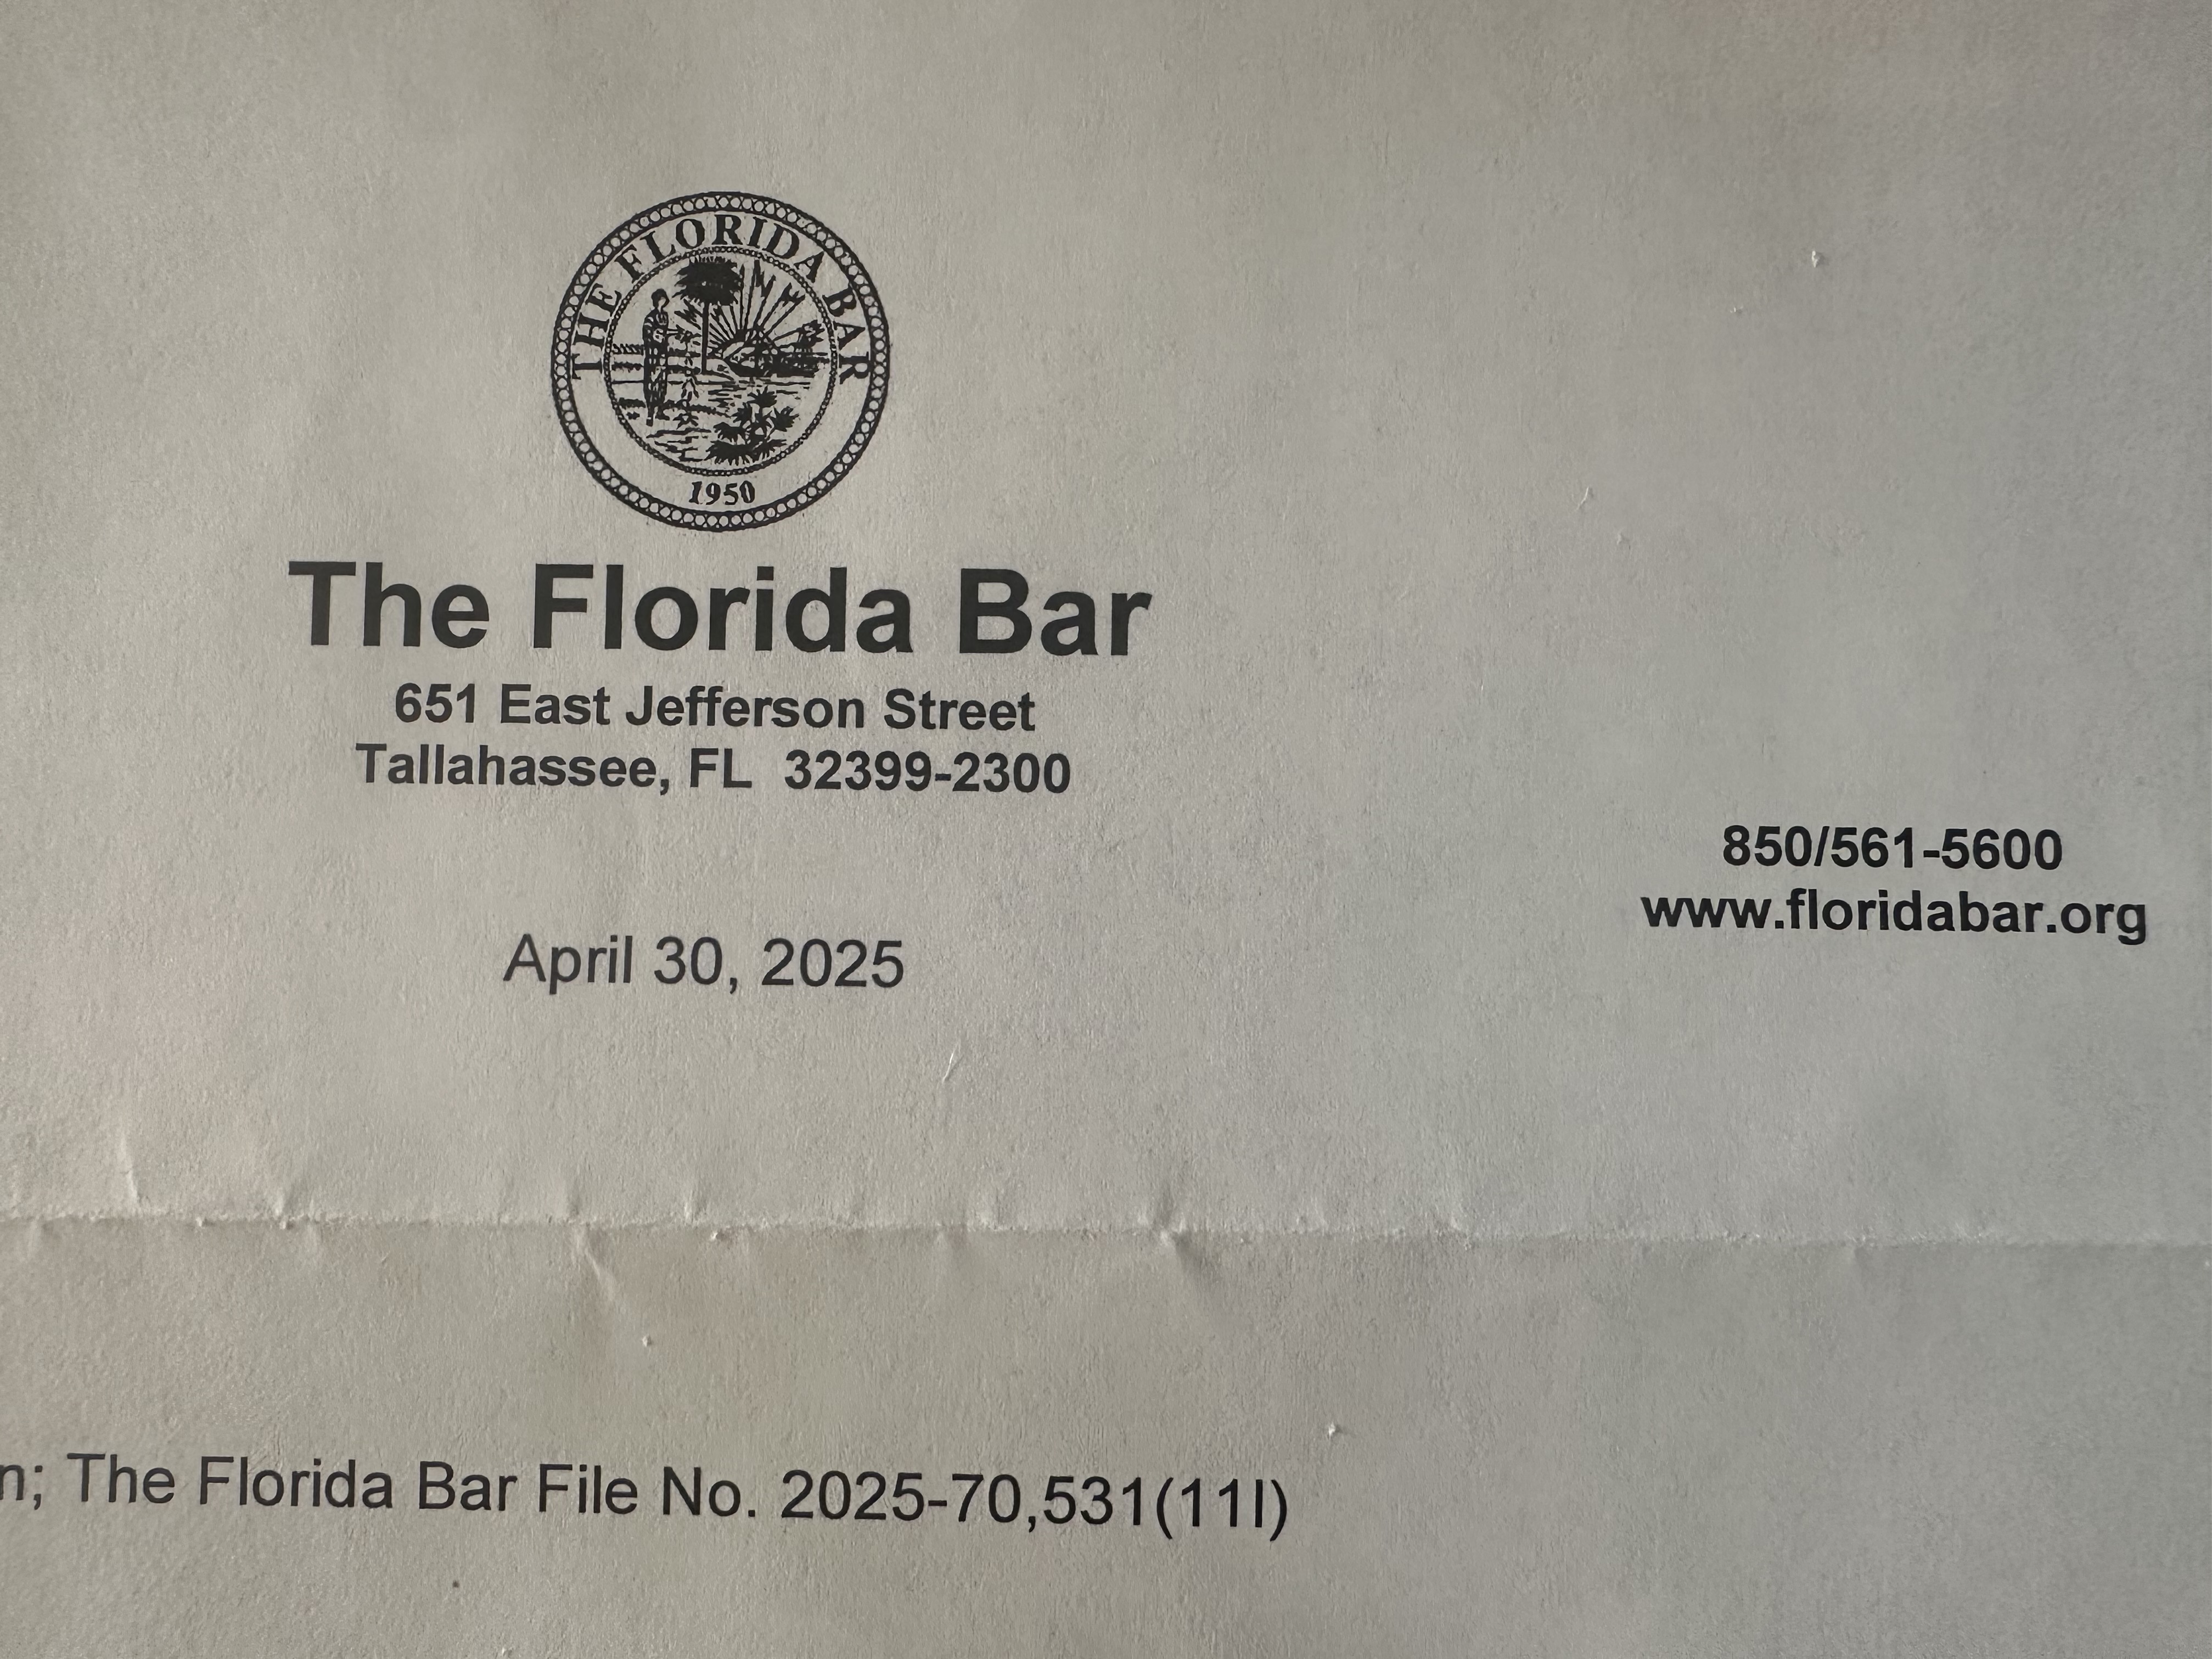 THE FLORIDA BAR
1950
The Florida Bar
651 East Jefferson Street
Tallahassee, FL 32399-2300
850/561-5600
www.floridabar.org
April 30, 2025
n; The Florida Bar File No. 2025-70,531(11I)